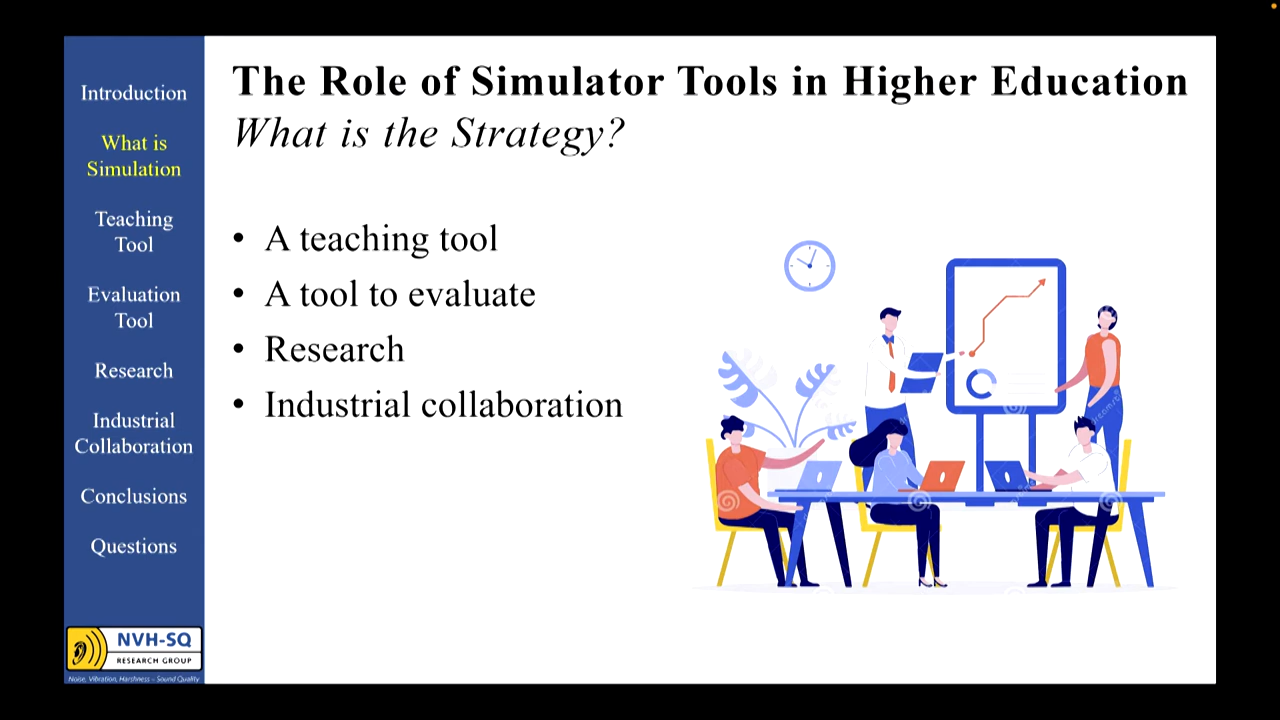 Introduction
What is
Simulation
Teaching
Tool
Evaluation
Tool
Research
Industrial
Collaboration
Conclusions
Questions
NVH-SQ
RESEARCH GROUP
Noise, Vibration, Harshness – Sound Quality
The Role of Simulator Tools in Higher Education
What is the Strategy?
• A teaching tool
• A tool to evaluate
• Research
• Industrial collaboration